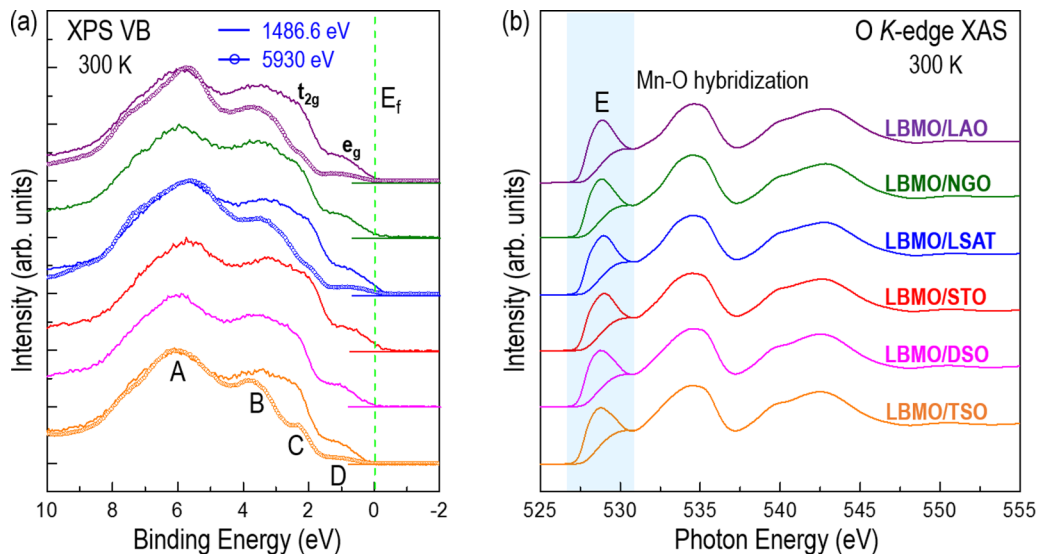 (a)
XPS VB
300 K
1486.6 eV
5930 eV
t2g
eg
Ef
A
B
C
D
Intensity (arb. units)
10 8 6 4 2 0 -2
Binding Energy (eV)
(b)
O K-edge XAS
300 K
Mn-O hybridization
E
LBMO/LAO
LBMO/NGO
LBMO/LSAT
LBMO/STO
LBMO/DSO
LBMO/TSO
Intensity (arb. units)
525 530 535 540 545 550 555
Photon Energy (eV)